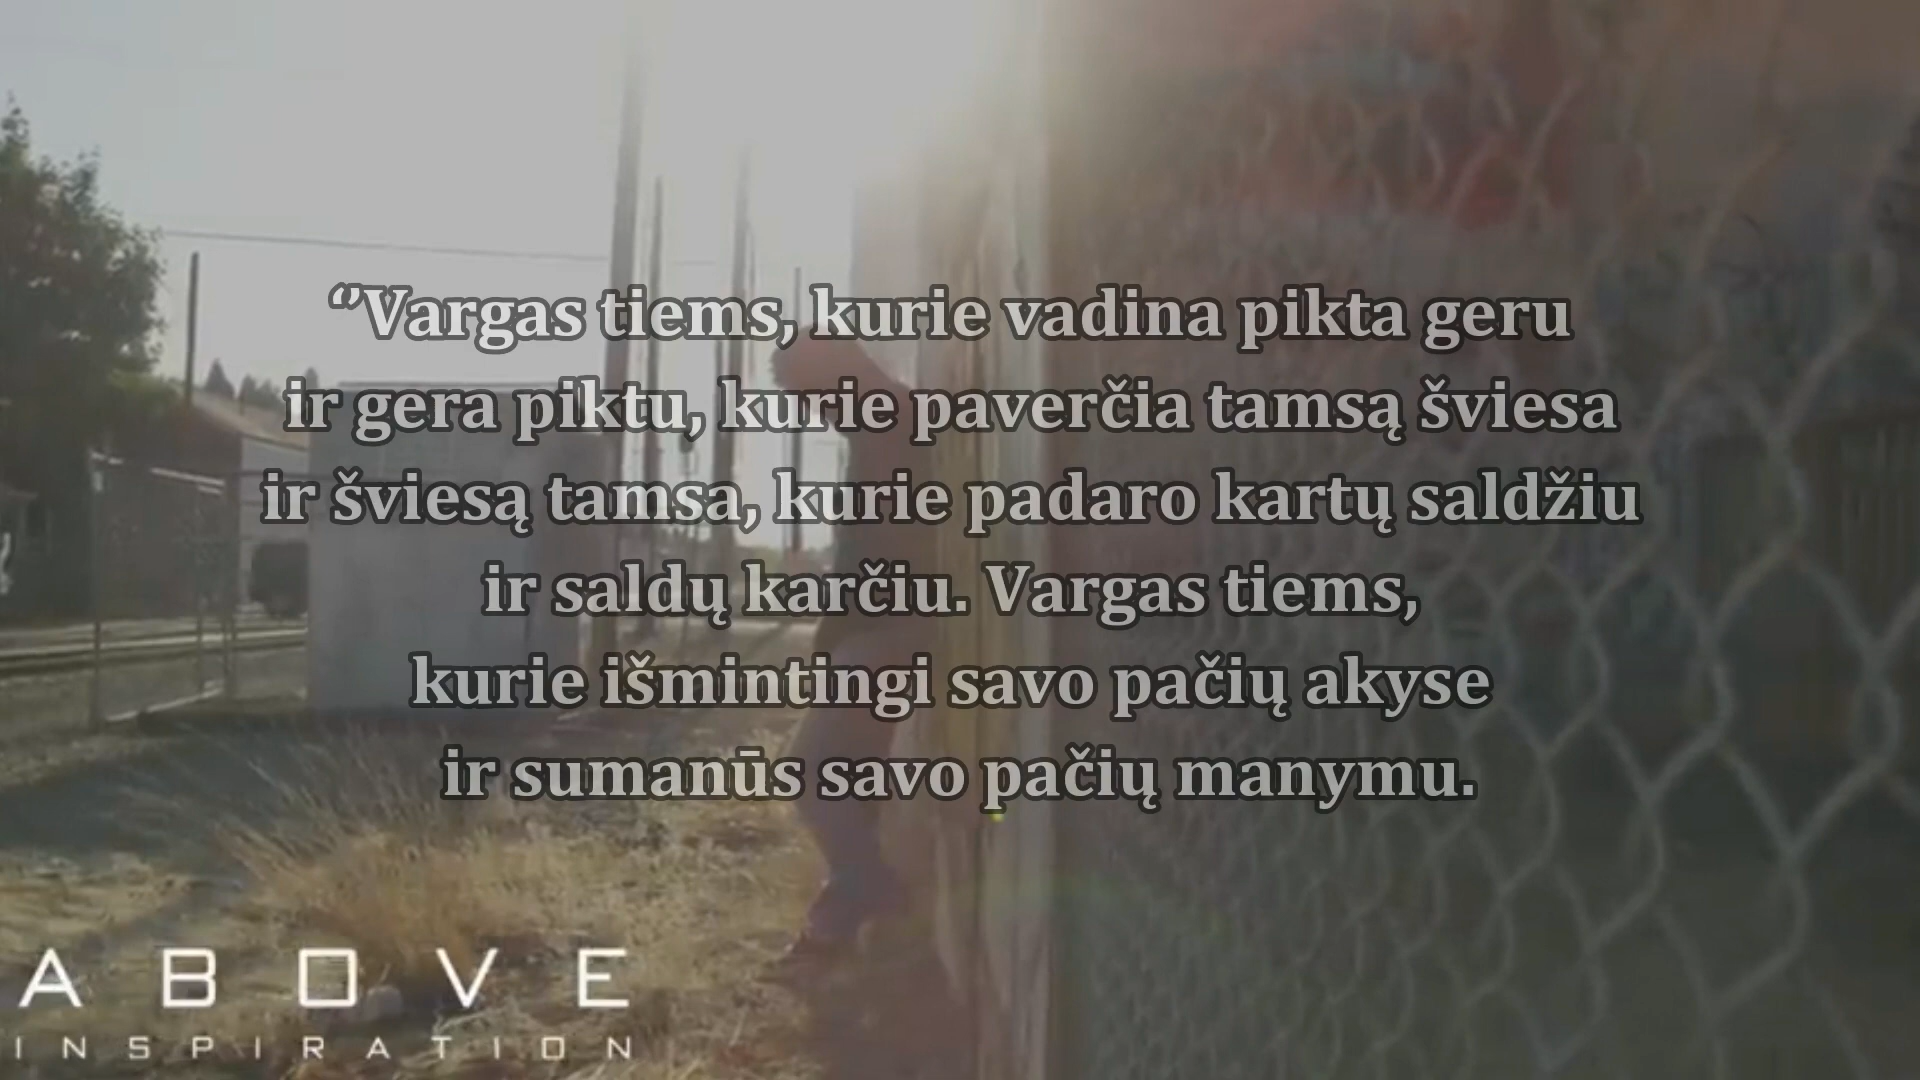 ‘’Vargas tiems, kurie vadina pikta geru
ir gera piktu, kurie paverčia tamsą šviesa
ir šviesą tamsa, kurie padaro kartų saldžiu
ir saldų karčiu. Vargas tiems,
kurie išmintingi savo pačių akyse
ir sumanūs savo pačių manymu.
ABOVE
INSPIRATION